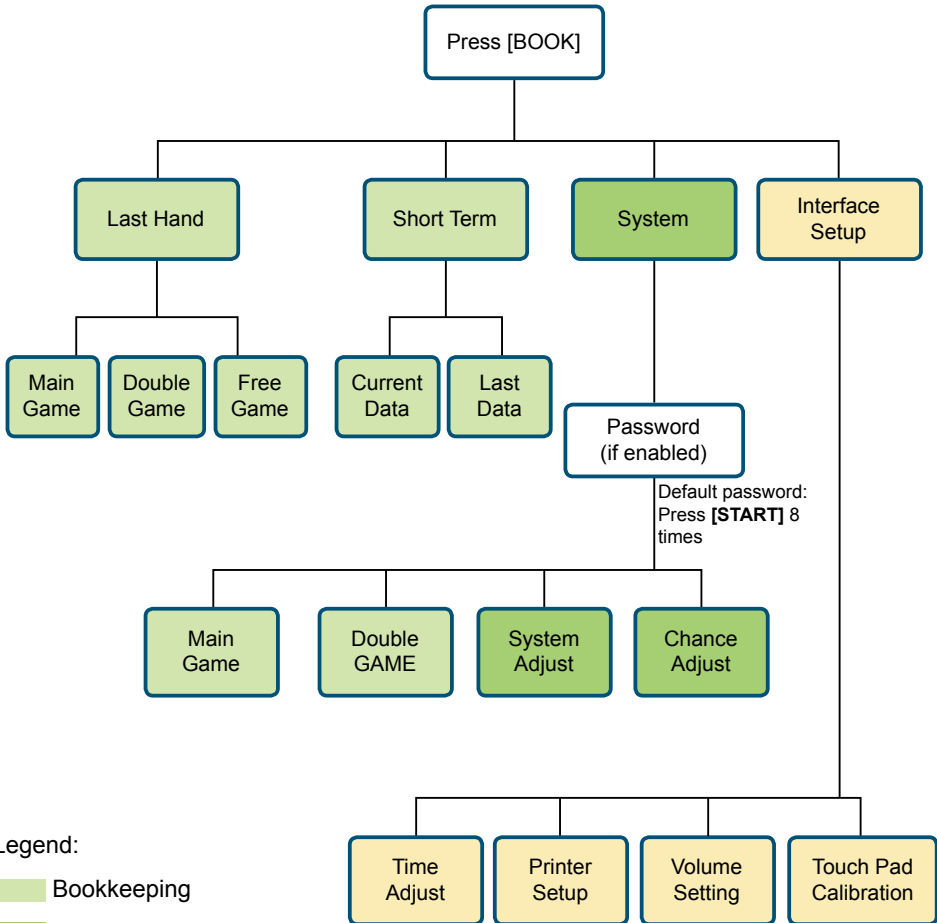 Press [BOOK]
Last Hand
Short Term
System
Interface
Setup
Main
Game
Double
Game
Free
Game
Current
Data
Last
Data
Password
(if enabled)
Default password:
Press [START] 8
times
Main
Game
Double
GAME
System
Adjust
Chance
Adjust
Time
Adjust
Printer
Setup
Volume
Setting
Touch Pad
Calibration
Legend:
Bookkeeping